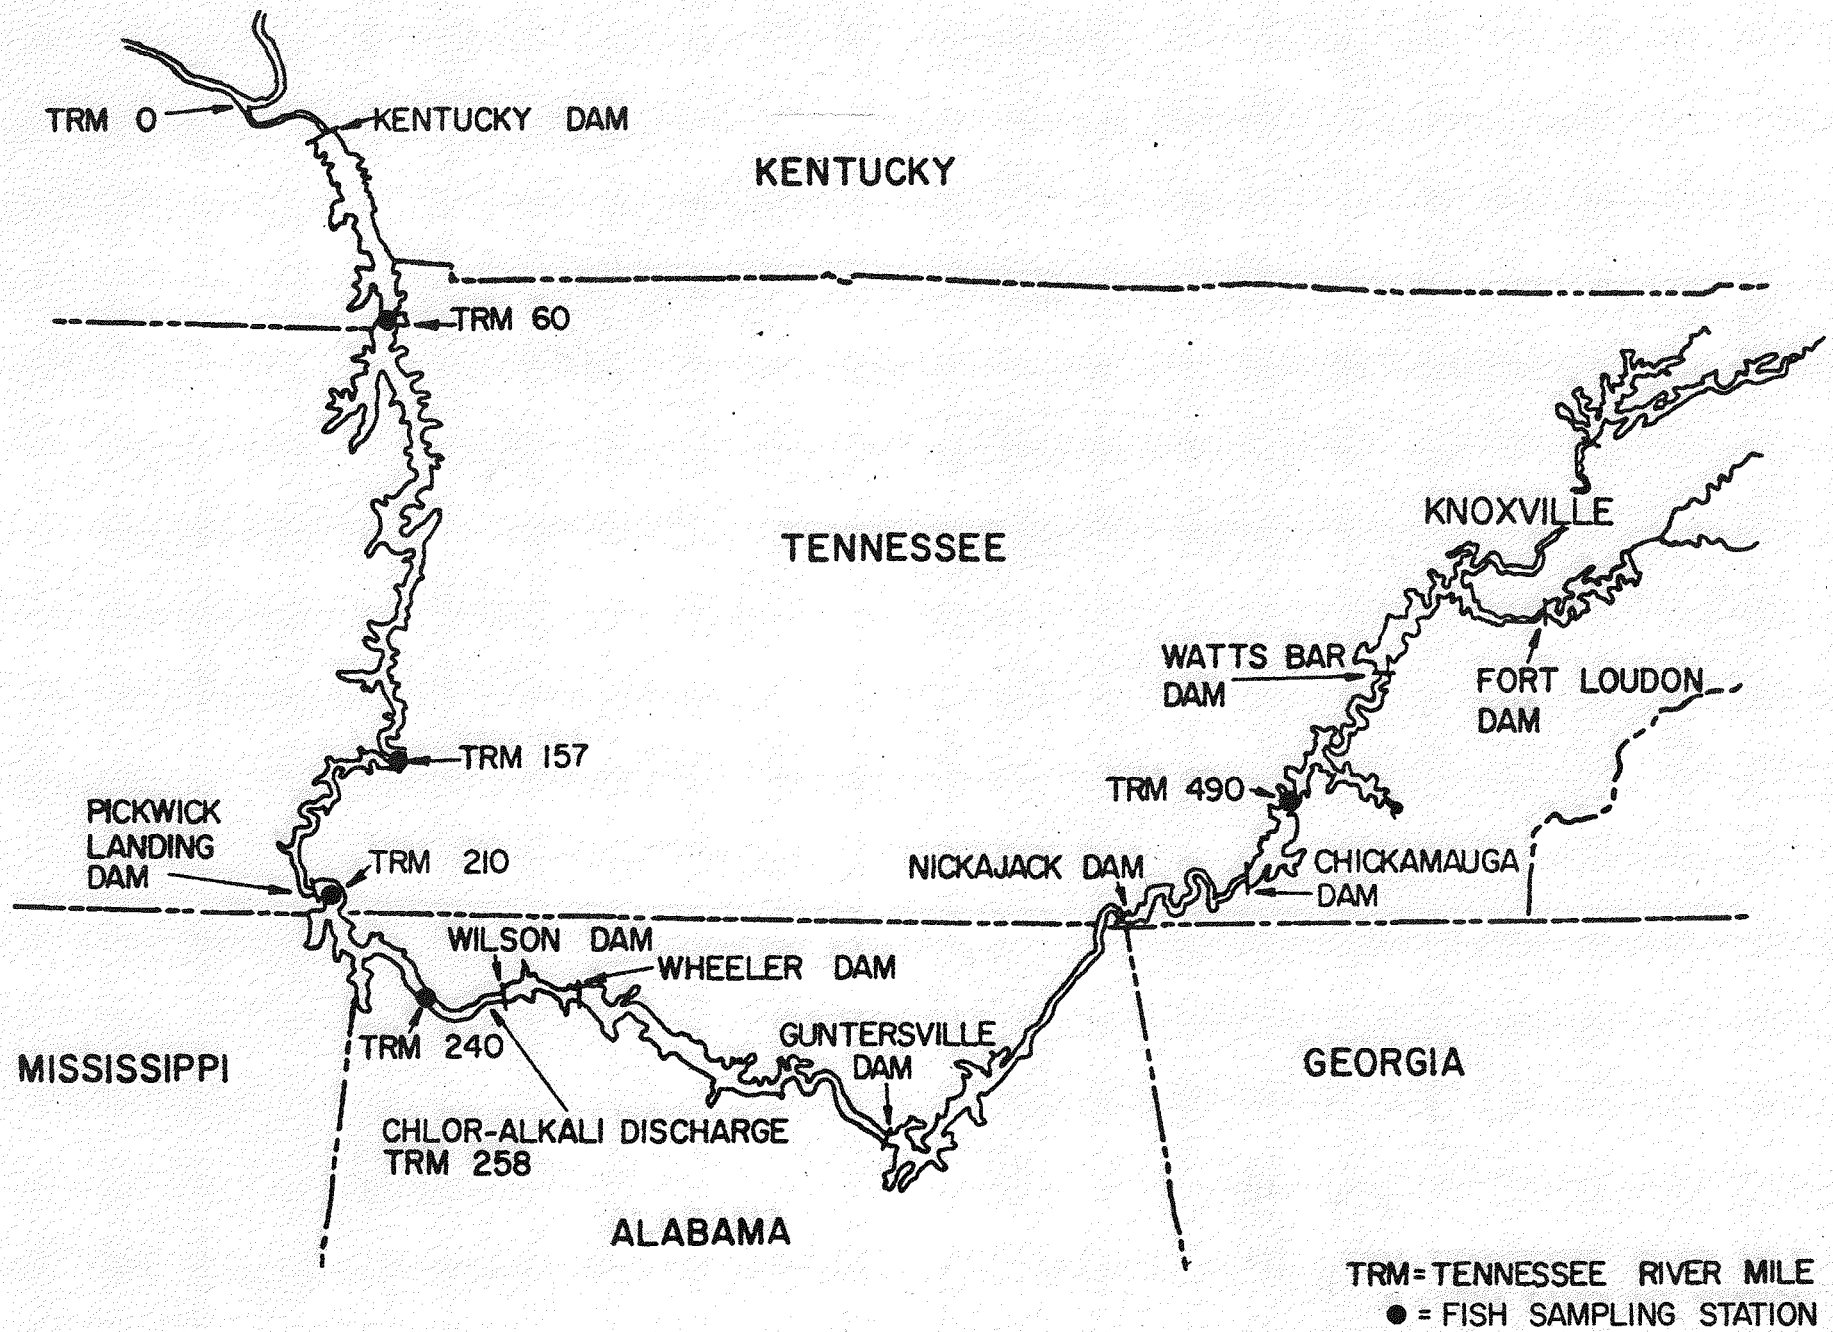 TRM 0
KENTUCKY DAM
KENTUCKY
TRM 60
KNOXVILLE
TENNESSEE
WATTS BAR
DAM
FORT LOUDON
DAM
TRM 157
TRM 490
PICKWICK
LANDING
DAM
TRM 210
NICKAJACK DAM
CHICKAMAUGA
DAM
WILSON DAM
WHEELER DAM
GUNTERSVILLE
DAM
TRM 240
MISSISSIPPI
GEORGIA
CHLOR-ALKALI DISCHARGE
TRM 258
ALABAMA
TRM=TENNESSEE RIVER MILE
● = FISH SAMPLING STATION